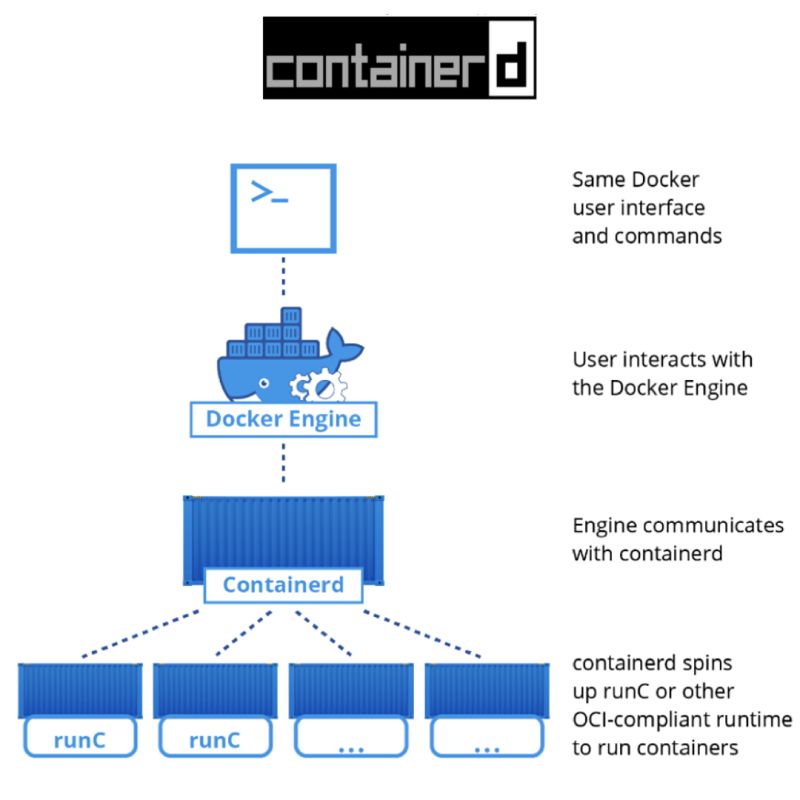 containerd
>_
Same Docker
user interface
and commands
User interacts with
the Docker Engine
Docker Engine
Engine communicates
with containerd
Containerd
containerd spins
up runC or other
OCI-compliant runtime
to run containers
runC
runC
...
...